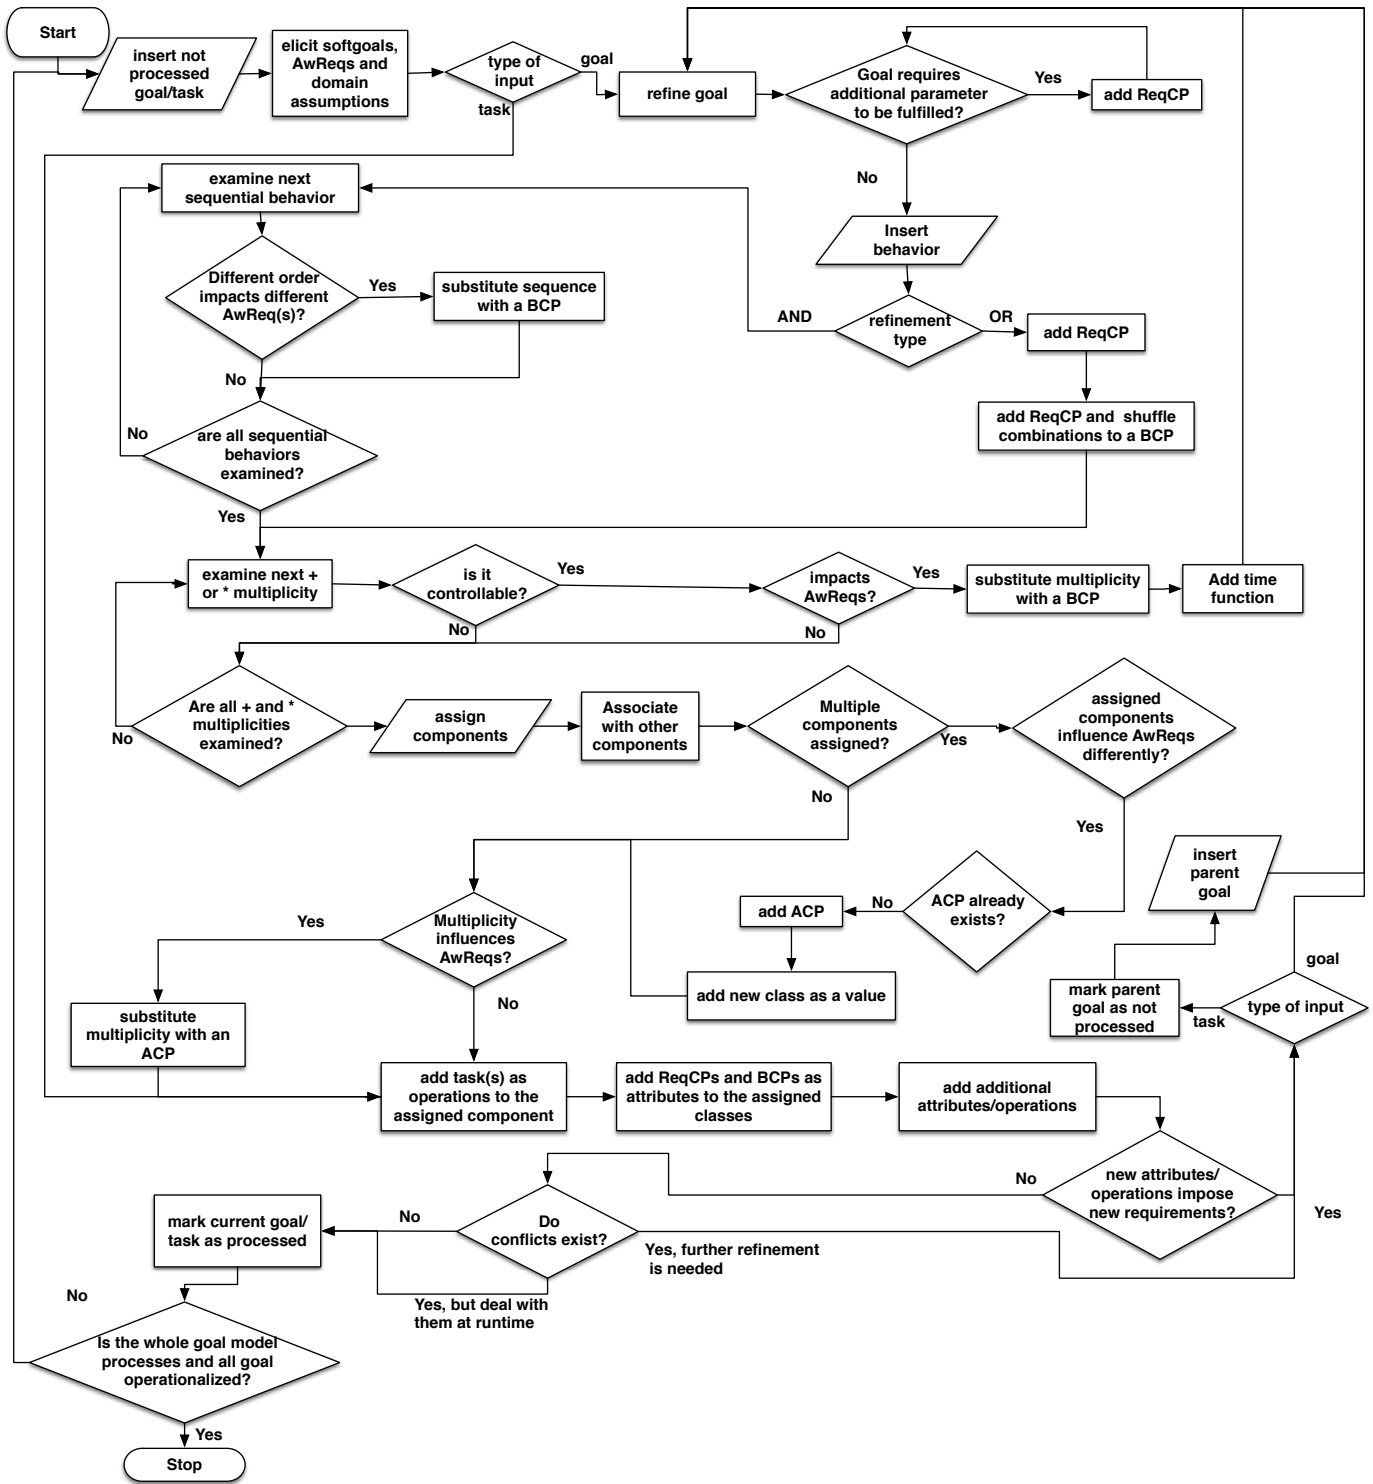 Start
insert not
processed
goal/task
elicit softgoals,
AwReqs and
domain
assumptions
type of
input
goal
task
refine goal
Goal requires
additional parameter
to be fulfilled?
Yes
add ReqCP
No
Insert
behavior
refinement
type
AND
OR
add ReqCP
add ReqCP and shuffle
combinations to a BCP
examine next
sequential behavior
Different order
impacts different
AwReq(s)?
Yes
substitute sequence
with a BCP
No
are all sequential
behaviors
examined?
No
Yes
examine next +
or * multiplicity
is it
controllable?
Yes
No
impacts
AwReqs?
Yes
No
substitute multiplicity
with a BCP
Add time
function
Are all + and *
multiplicities
examined?
No
assign
components
Associate
with other
components
Multiple
components
assigned?
Yes
No
assigned
components
influence AwReqs
differently?
Yes
ACP already
exists?
No
add ACP
add new class as a value
insert
parent
goal
goal
type of input
task
mark parent
goal as not
processed
Multiplicity
influences
AwReqs?
Yes
No
substitute
multiplicity with an
ACP
add task(s) as
operations to the
assigned component
add ReqCPs and BCPs as
attributes to the assigned
classes
add additional
attributes/operations
new attributes/
operations impose
new requirements?
No
Yes
Do
conflicts exist?
No
Yes, further refinement
is needed
Yes, but deal with
them at runtime
mark current goal/
task as processed
No
Is the whole goal model
processes and all goal
operationalized?
Yes
Stop